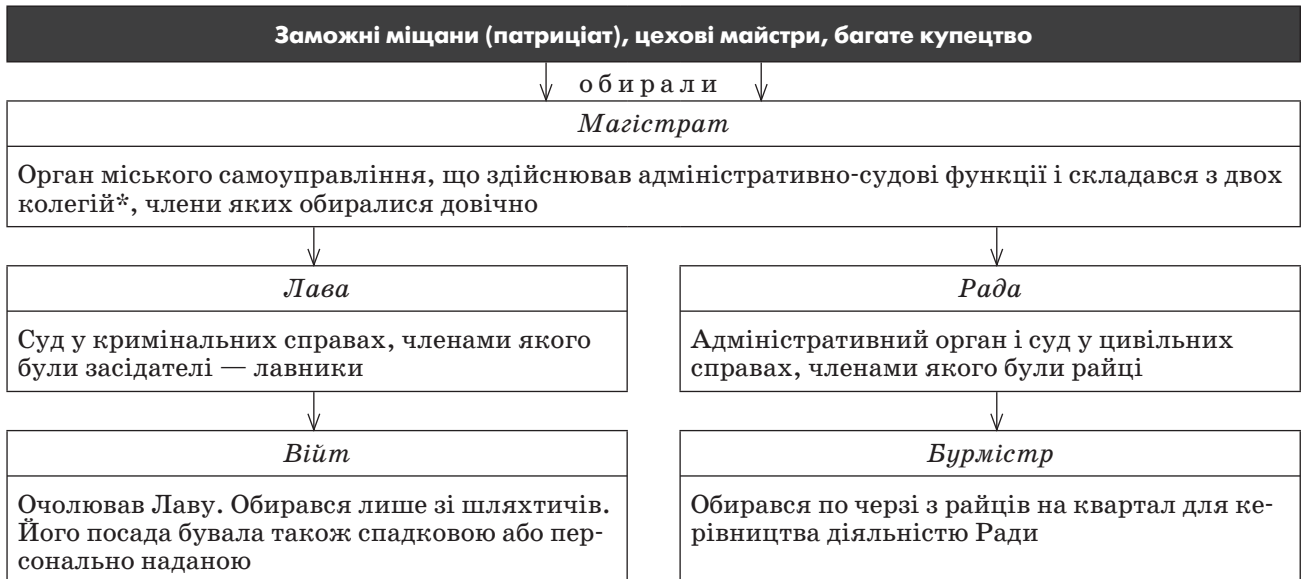 Заможні міщани (патриціат), цехові майстри, багате купецтво
обирали
Магістрат
Орган міського самоуправління, що здійснював адміністративно-судові функції і складався з двох
колегій*, члени яких обиралися довічно
Лава
Суд у кримінальних справах, членами якого
були засідателі — лавники
Рада
Адміністративний орган і суд у цивільних
справах, членами якого були райці
Війт
Очолював Лаву. Обирався лише зі шляхтичів.
Його посада бувала також спадковою або пер-
сонально наданою
Бурмістр
Обирався по черзі з райців на квартал для ке-
рівництва діяльністю Ради